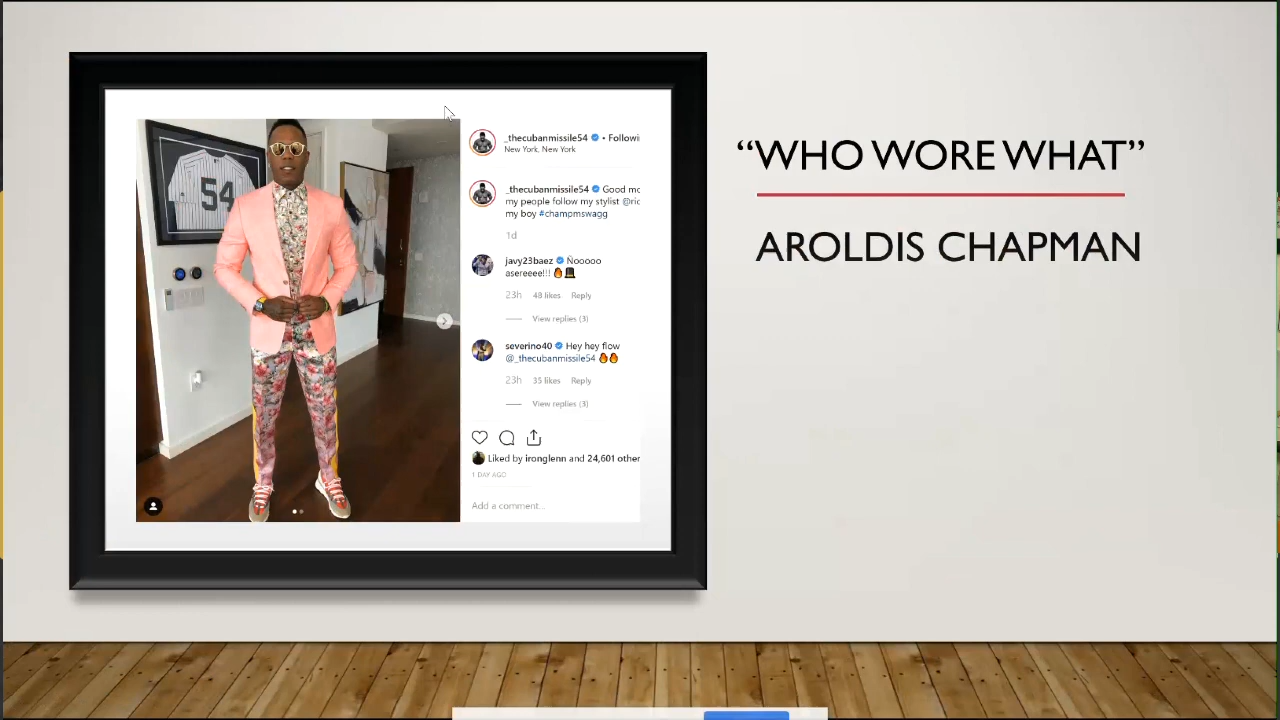 “WHO WORE WHAT”
AROLDIS CHAPMAN
54
_thecubanmissile54 • Followi
New York, New York
_thecubanmissile54 Good mo
my people follow my stylist @ric
my boy #champmswagg
1d
javy23baez Ñooooo
asereeee!!! 🔥
23h 48 likes Reply
View replies (3)
severino40 Hey hey flow
@_thecubanmissile54 🔥🔥
23h 35 likes Reply
View replies (3)
Liked by ironglenn and 24,601 other
1 DAY AGO
Add a comment...